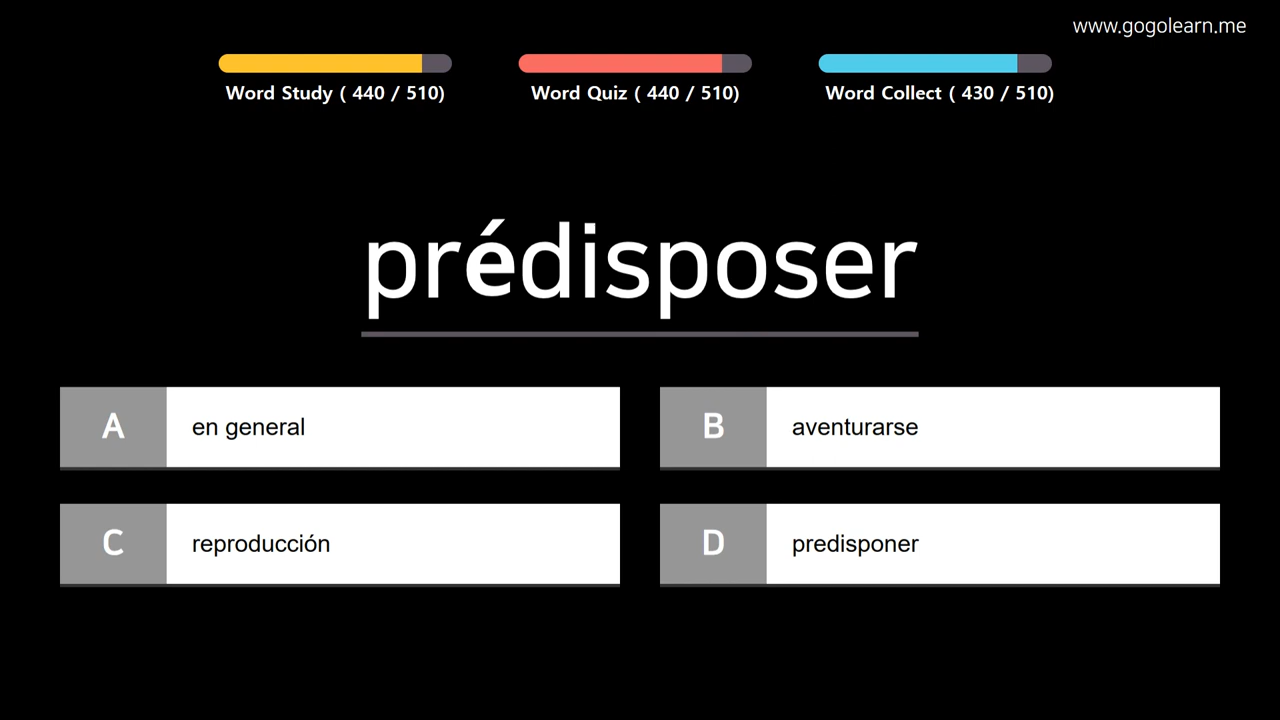 www.gogolearn.me
Word Study ( 440 / 510)
Word Quiz ( 440 / 510)
Word Collect ( 430 / 510)
prédisposer
A en general
B aventurarse
C reproducción
D predisponer